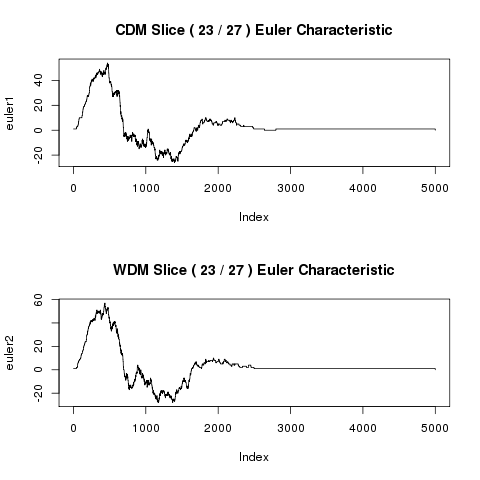 CDM Slice ( 23 / 27 ) Euler Characteristic
euler1
40
20
0
-20
0 1000 2000 3000 4000 5000
Index
WDM Slice ( 23 / 27 ) Euler Characteristic
euler2
60
20
0
-20
0 1000 2000 3000 4000 5000
Index